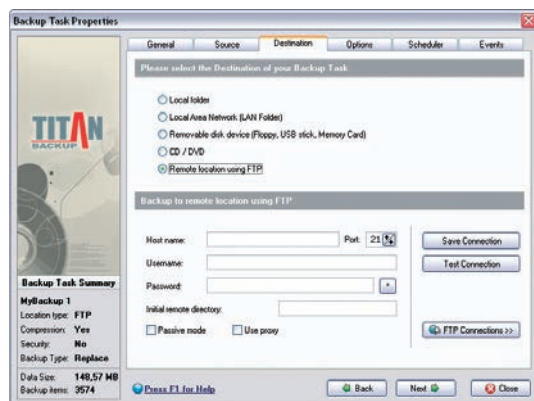 Backup Task Properties
General Source Destination Options Scheduler Events
Please select the Destination of your Backup Task
Local folder
Local Area Network (LAN Folder)
Removable disk device (Floppy, USB stick, Memory Card)
CD / DVD
Remote location using FTP
TITAN
BACKUP
Backup to remote location using FTP
Host name: Port: 21 Save Connection
Username: Test Connection
Password: *
Initial remote directory:
Passive mode Use proxy FTP Connections >>
Backup Task Summary
MyBackup 1
Location type: FTP
Compression: Yes
Security: No
Backup Type: Replace
Data Size: 148,57 MB
Backup items: 3574
Press F1 for Help Back Next Close